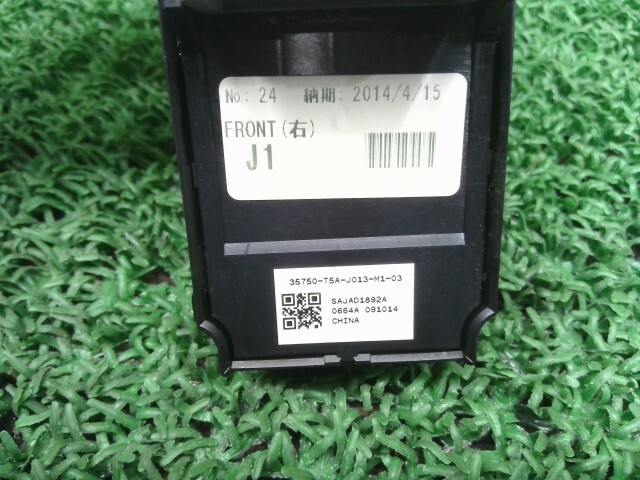 No: 24 納期: 2014/4/15
FRONT(右)
J1
35750-T5A-J013-M1-03
SAJAD1892A
0664A 091014
CHINA